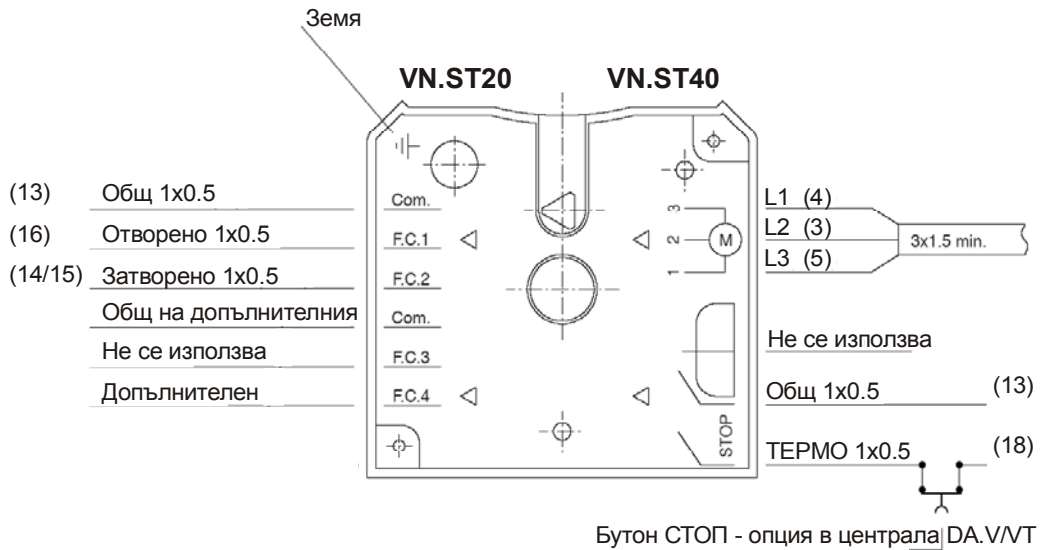 Земя
VN.ST20 VN.ST40
(13) Общ 1x0.5 Com.
(16) Отворено 1x0.5 F.C.1
(14/15) Затворено 1x0.5 F.C.2
Общ на допълнителния Com.
Не се използва F.C.3
Допълнителен F.C.4
3
2
1
M
L1 (4)
L2 (3)
L3 (5)
3x1.5 min.
Не се използва
Общ 1x0.5 (13)
STOP
ТЕРМО 1x0.5 (18)
Бутон СТОП - опция в централа DA.V/VT